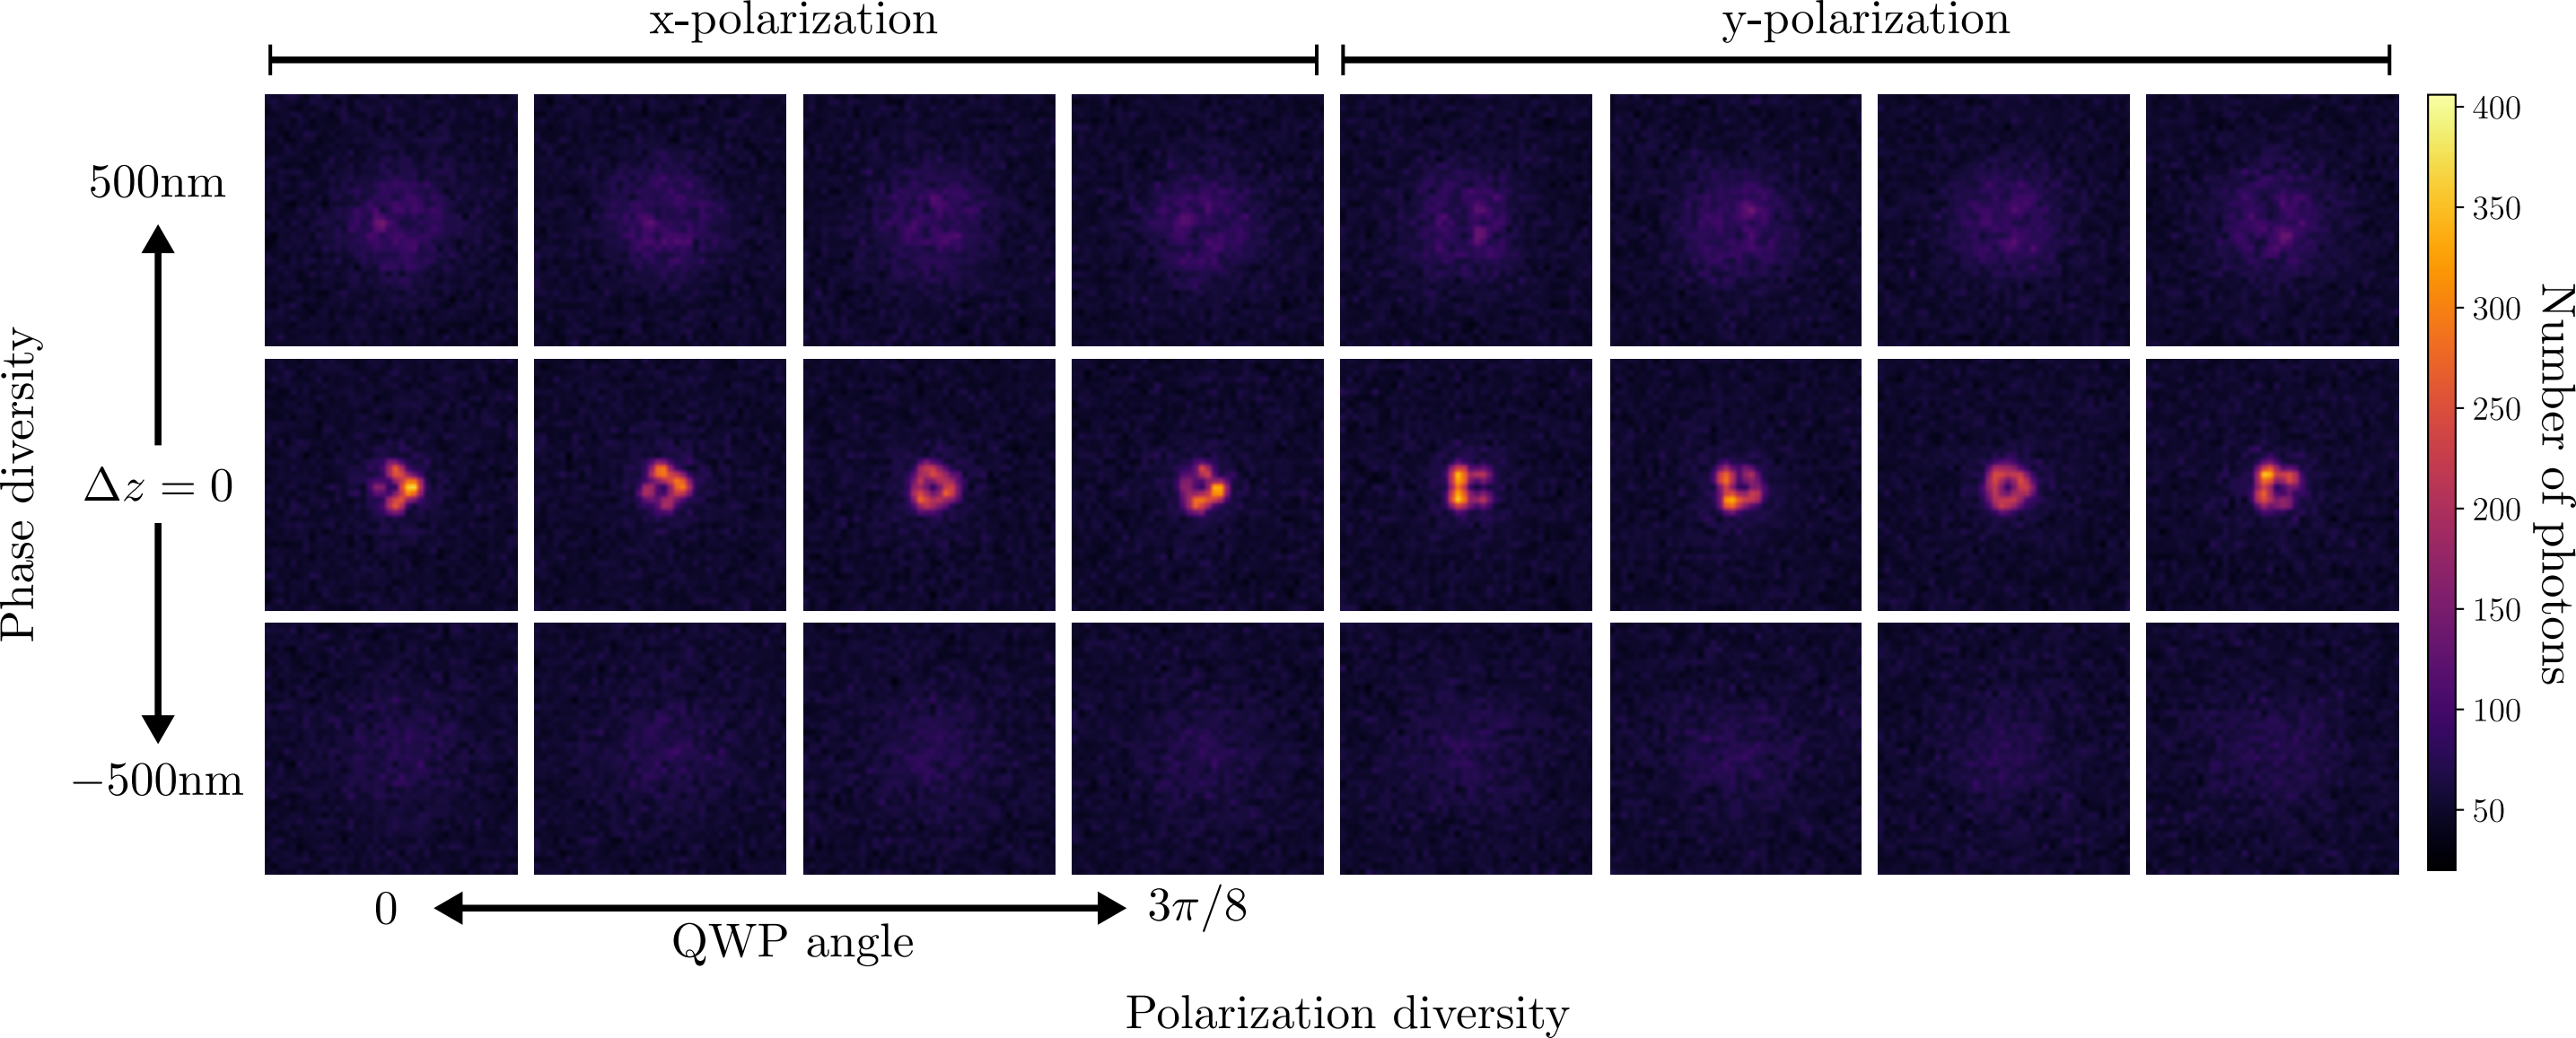 x-polarization
y-polarization
500nm
Δz = 0
−500nm
Phase diversity
400
350
300
250
200
150
100
50
Number of photons
0
3π/8
QWP angle
Polarization diversity